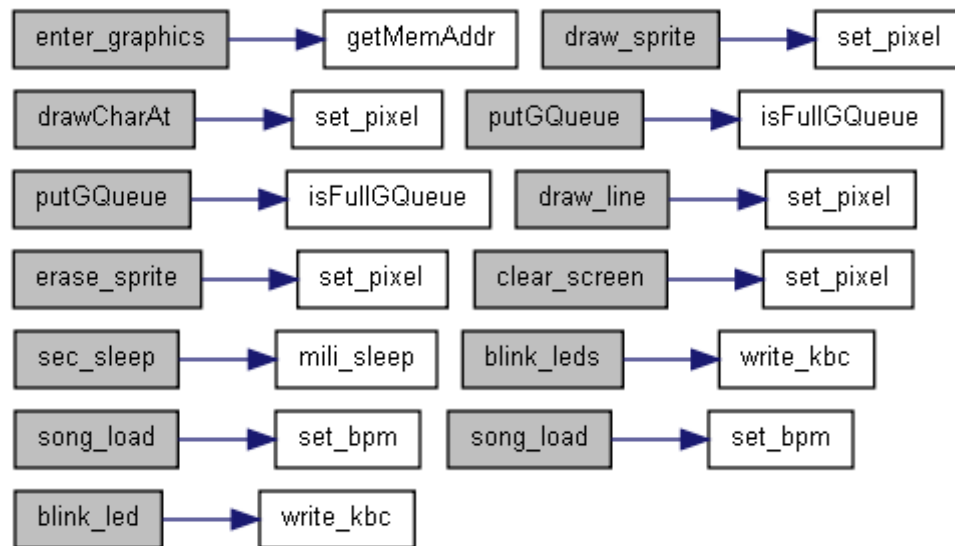 enter_graphics getMemAddr draw_sprite set_pixel
drawCharAt set_pixel putGQueue isFullGQueue
putGQueue isFullGQueue draw_line set_pixel
erase_sprite set_pixel clear_screen set_pixel
sec_sleep mili_sleep blink_leds write_kbc
song_load set_bpm song_load set_bpm
blink_led write_kbc